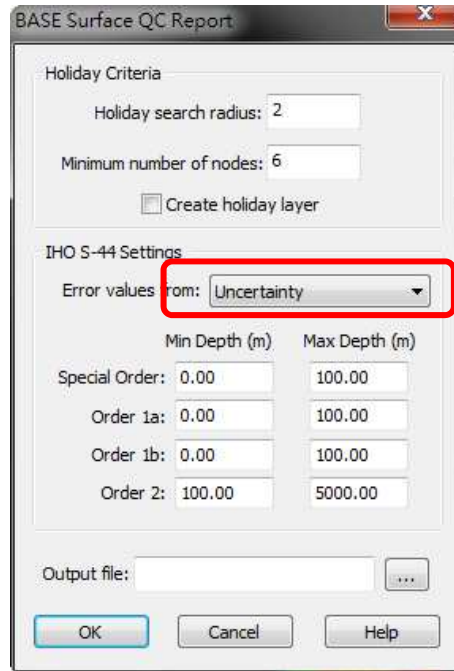 BASE Surface QC Report
x
Holiday Criteria
Holiday search radius: 2
Minimum number of nodes: 6
Create holiday layer
IHO S-44 Settings
Error values from: Uncertainty
Min Depth (m) Max Depth (m)
Special Order: 0.00 100.00
Order 1a: 0.00 100.00
Order 1b: 0.00 100.00
Order 2: 100.00 5000.00
Output file: ...
OK Cancel Help